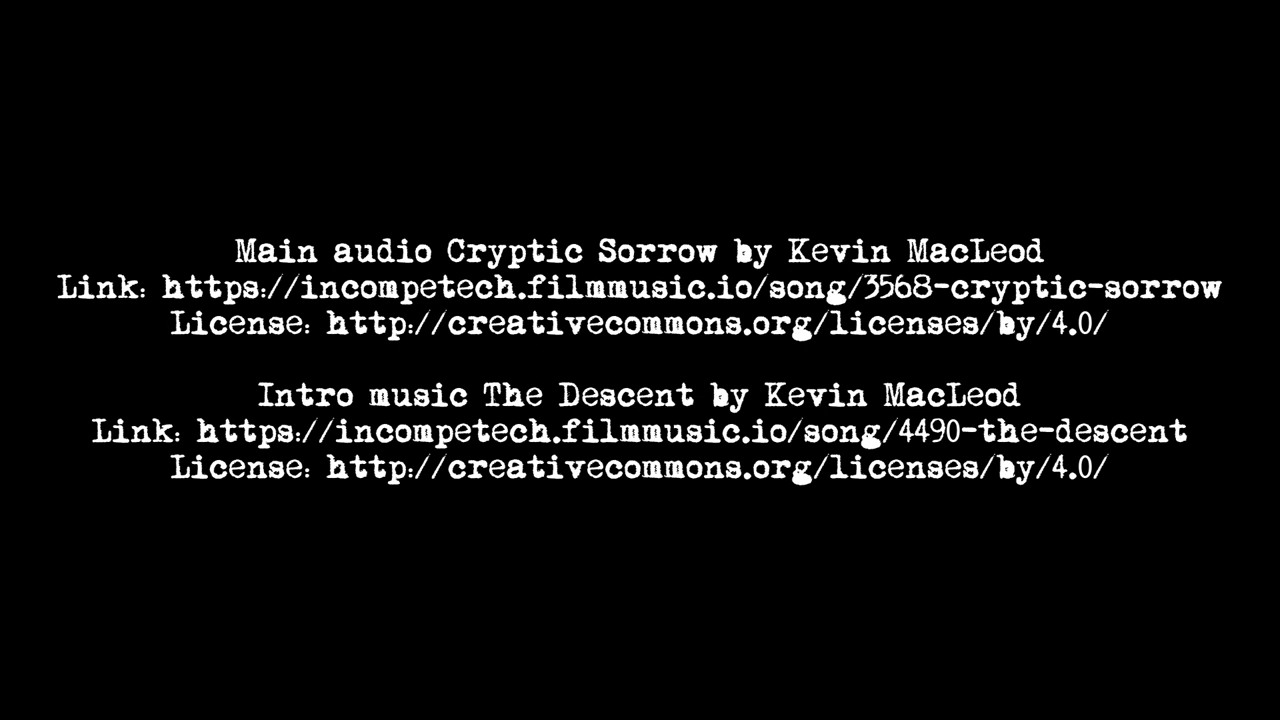 Main audio Cryptic Sorrow by Kevin MacLeod
Link: https://incompetech.filmmusic.io/song/3568-cryptic-sorrow
License: http://creativecommons.org/licenses/by/4.0/
Intro music The Descent by Kevin MacLeod
Link: https://incompetech.filmmusic.io/song/4490-the-descent
License: http://creativecommons.org/licenses/by/4.0/